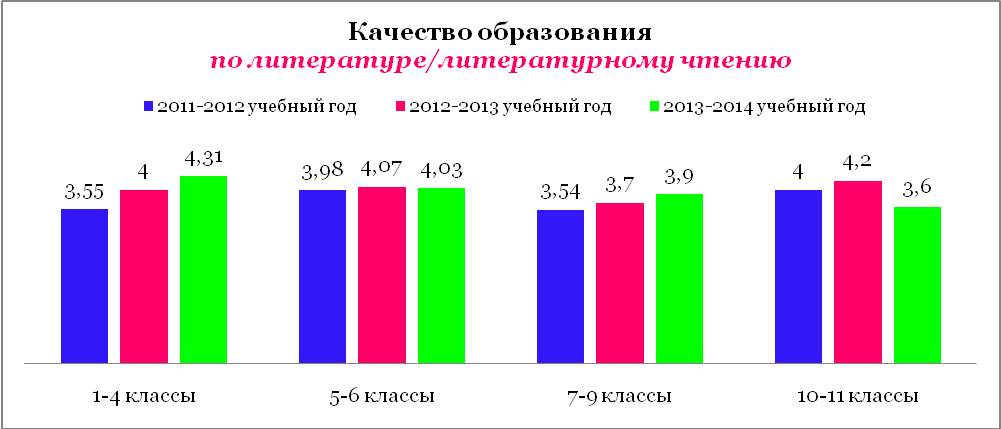 Качество образования
по литературе/литературному чтению
2011-2012 учебный год 2012-2013 учебный год 2013-2014 учебный год
3,55 4 4,31 3,98 4,07 4,03 3,54 3,7 3,9 4 4,2 3,6
1-4 классы 5-6 классы 7-9 классы 10-11 классы